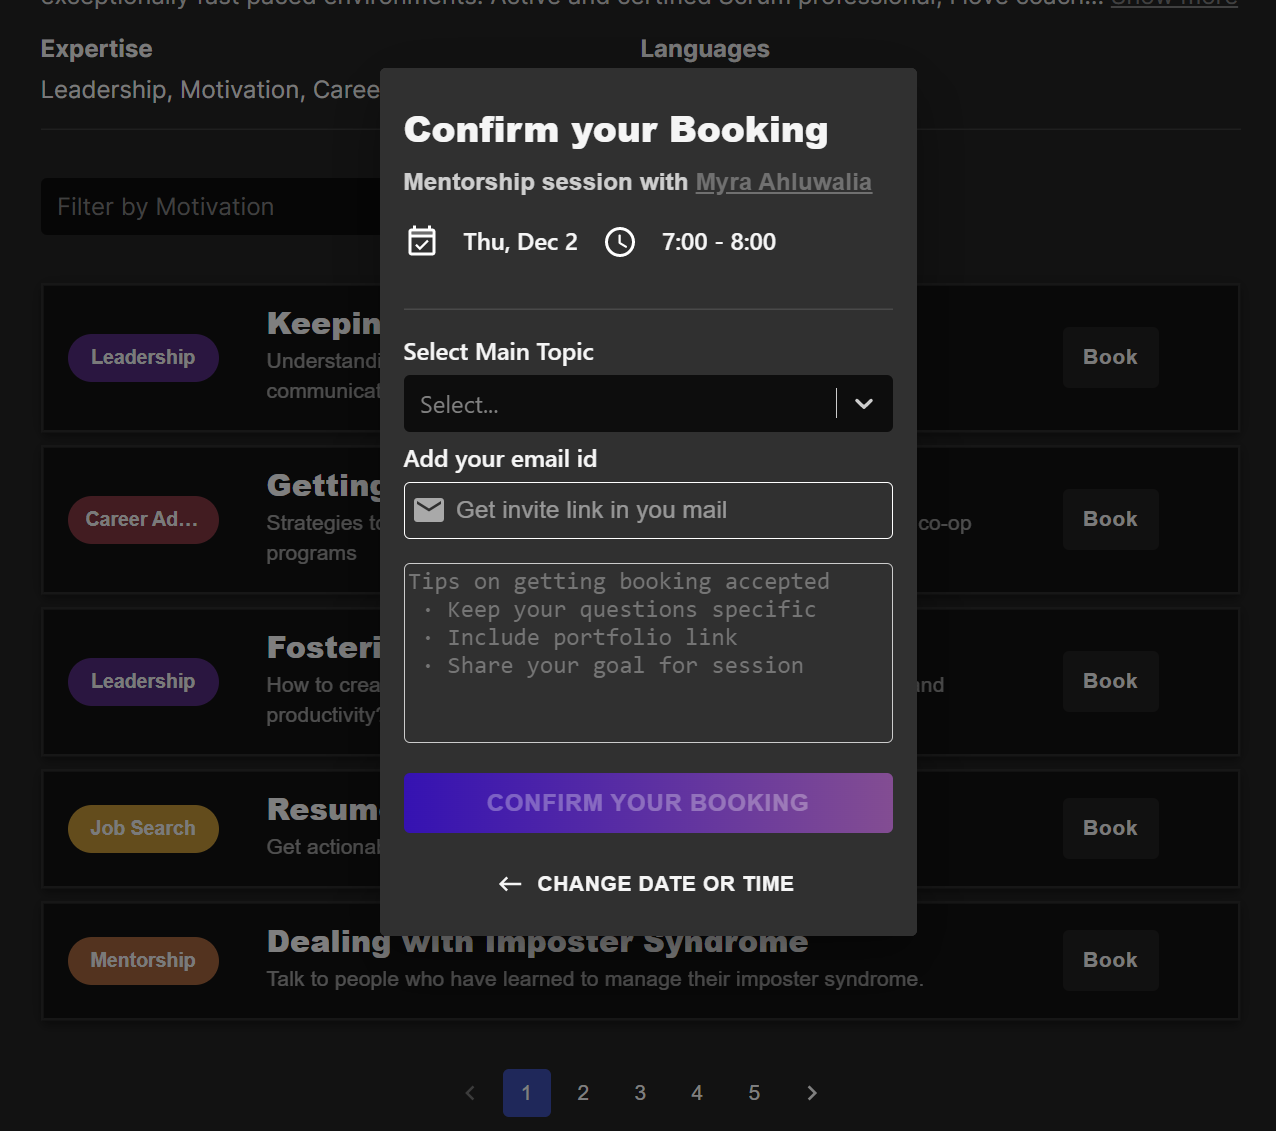 exceptionally fast paced environments. Active and certified Scrum professional, I love coach... Show more
Expertise
Languages
Leadership, Motivation, Caree
Confirm your Booking
Mentorship session with Myra Ahluwalia
Thu, Dec 2 7:00 - 8:00
Filter by Motivation
Select Main Topic
Select...
Add your email id
Get invite link in you mail
Tips on getting booking accepted
· Keep your questions specific
· Include portfolio link
· Share your goal for session
CONFIRM YOUR BOOKING
CHANGE DATE OR TIME
Leadership
Keepin
Understandi
communicat
Book
Career Ad...
Getting
Strategies to
co-op
programs
Book
Leadership
Fosteri
How to crea
and
productivity?
Book
Job Search
Resum
Get actional
Book
Mentorship
Dealing with Imposter Syndrome
Talk to people who have learned to manage their imposter syndrome.
Book
1 2 3 4 5